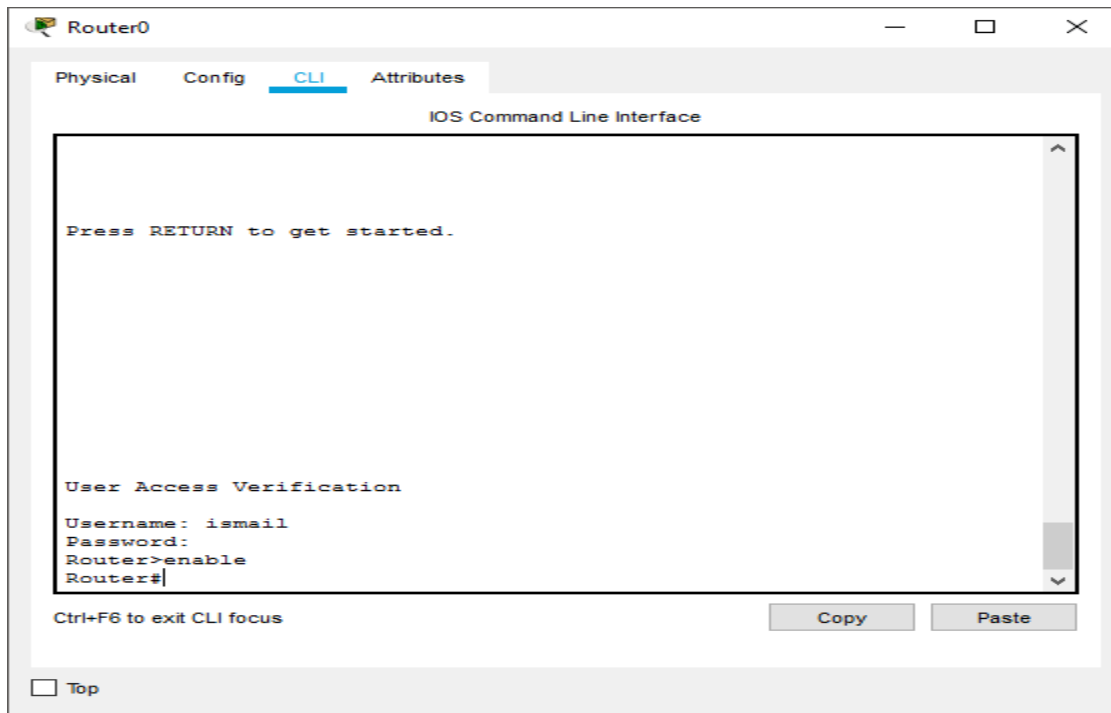 Router0
Physical Config CLI Attributes
IOS Command Line Interface
Press RETURN to get started.
User Access Verification
Username: ismail
Password:
Router>enable
Router#
Ctrl+F6 to exit CLI focus
Copy Paste
Top